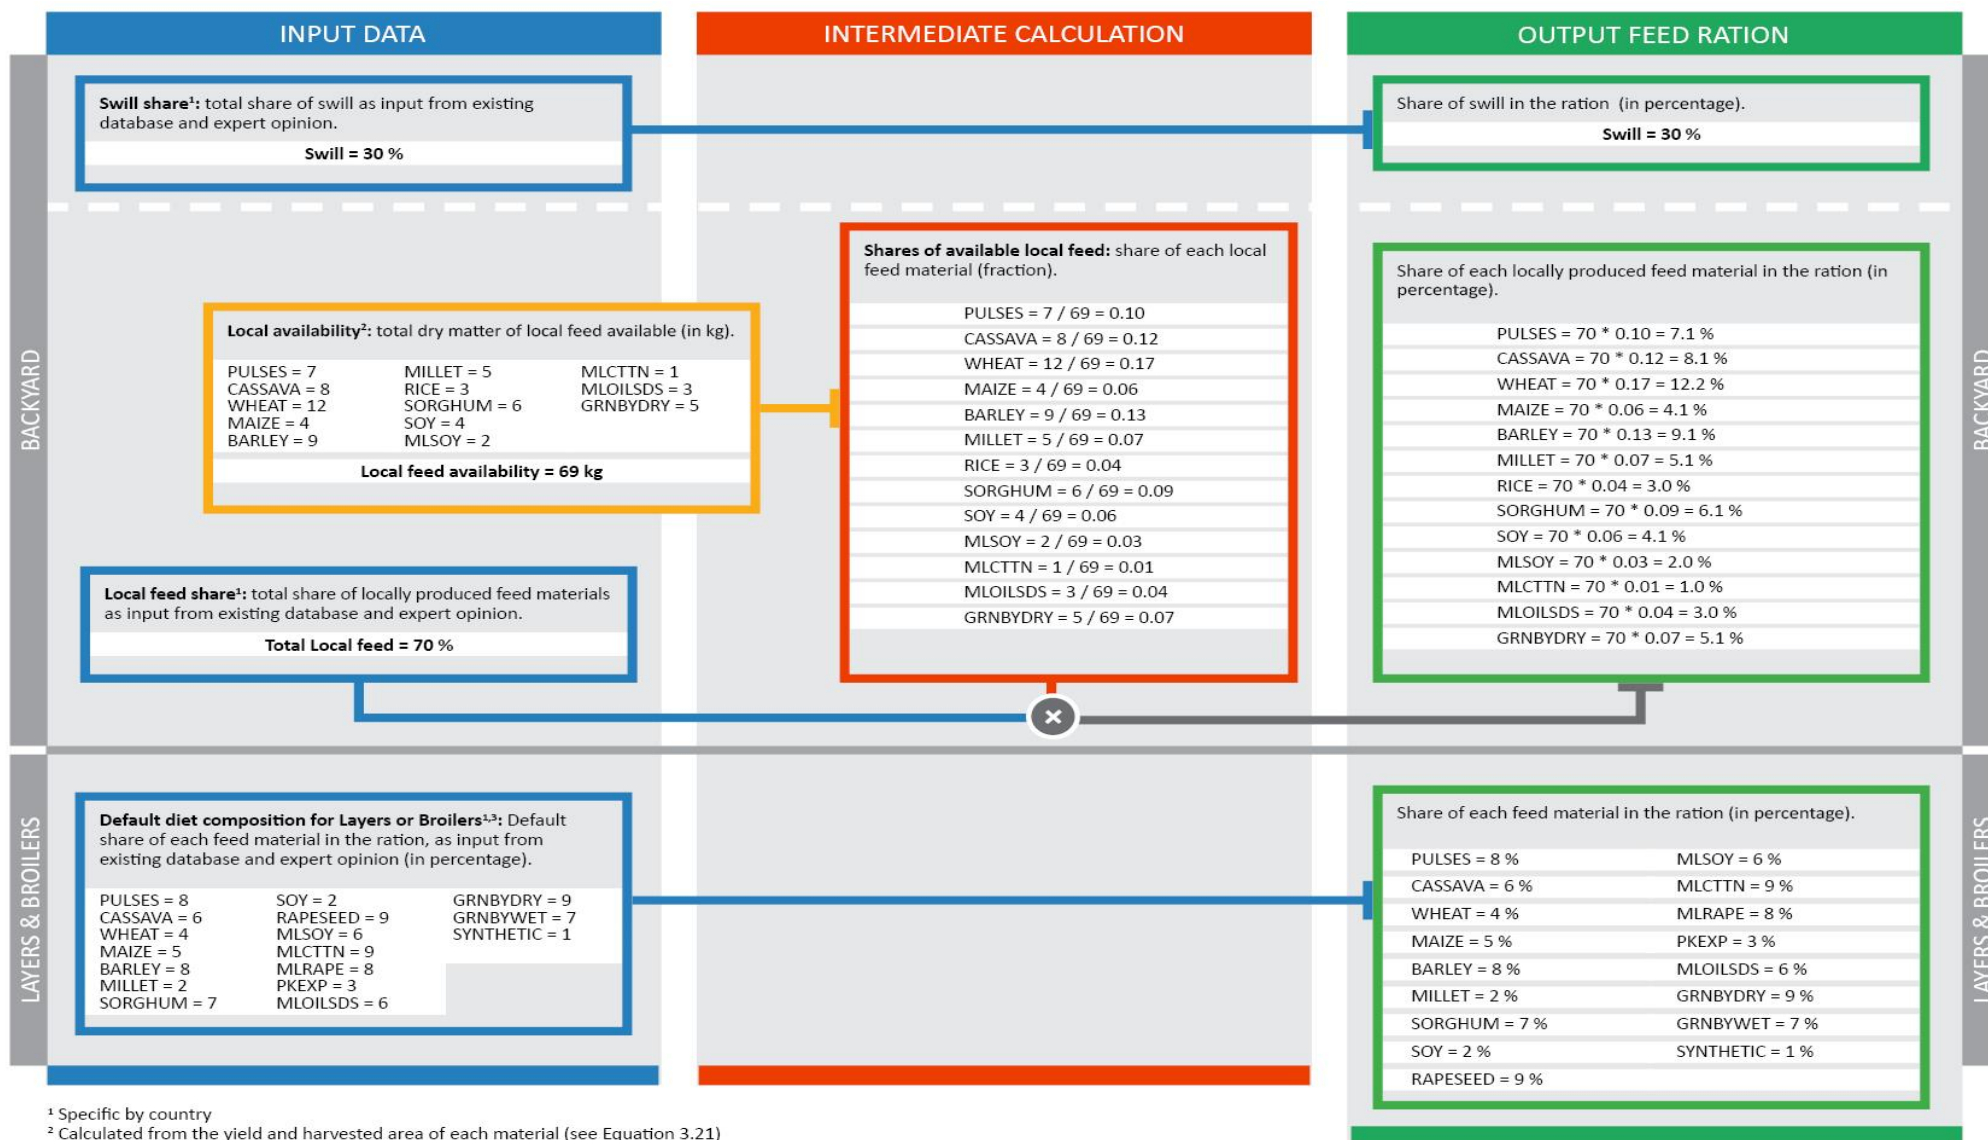 INPUT DATA
INTERMEDIATE CALCULATION
OUTPUT FEED RATION
BACKYARD
Swill share¹: total share of swill as input from existing
database and expert opinion.
Swill = 30 %
Share of swill in the ration (in percentage).
Swill = 30 %
Local availability²: total dry matter of local feed available (in kg).
PULSES = 7
CASSAVA = 8
WHEAT = 12
MAIZE = 4
BARLEY = 9
MILLET = 5
RICE = 3
SORGHUM = 6
SOY = 4
MLSOY = 2
MLCTTN = 1
MLOILSDS = 3
GRNBYDRY = 5
Local feed availability = 69 kg
Local feed share¹: total share of locally produced feed materials
as input from existing database and expert opinion.
Total Local feed = 70 %
Shares of available local feed: share of each local
feed material (fraction).
PULSES = 7 / 69 = 0.10
CASSAVA = 8 / 69 = 0.12
WHEAT = 12 / 69 = 0.17
MAIZE = 4 / 69 = 0.06
BARLEY = 9 / 69 = 0.13
MILLET = 5 / 69 = 0.07
RICE = 3 / 69 = 0.04
SORGHUM = 6 / 69 = 0.09
SOY = 4 / 69 = 0.06
MLSOY = 2 / 69 = 0.03
MLCTTN = 1 / 69 = 0.01
MLOILSDS = 3 / 69 = 0.04
GRNBYDRY = 5 / 69 = 0.07
×
Share of each locally produced feed material in the ration (in
percentage).
PULSES = 70 * 0.10 = 7.1 %
CASSAVA = 70 * 0.12 = 8.1 %
WHEAT = 70 * 0.17 = 12.2 %
MAIZE = 70 * 0.06 = 4.1 %
BARLEY = 70 * 0.13 = 9.1 %
MILLET = 70 * 0.07 = 5.1 %
RICE = 70 * 0.04 = 3.0 %
SORGHUM = 70 * 0.09 = 6.1 %
SOY = 70 * 0.06 = 4.1 %
MLSOY = 70 * 0.03 = 2.0 %
MLCTTN = 70 * 0.01 = 1.0 %
MLOILSDS = 70 * 0.04 = 3.0 %
GRNBYDRY = 70 * 0.07 = 5.1 %
BACKYARD
LAYERS & BROILERS
Default diet composition for Layers or Broilers¹,³: Default
share of each feed material in the ration, as input from
existing database and expert opinion (in percentage).
PULSES = 8
CASSAVA = 6
WHEAT = 4
MAIZE = 5
BARLEY = 8
MILLET = 2
SORGHUM = 7
SOY = 2
RAPESEED = 9
MLSOY = 6
MLCTTN = 9
MLRAPE = 8
PKEXP = 3
MLOILSDS = 6
GRNBYDRY = 9
GRNBYWET = 7
SYNTHETIC = 1
Share of each feed material in the ration (in percentage).
PULSES = 8 %
CASSAVA = 6 %
WHEAT = 4 %
MAIZE = 5 %
BARLEY = 8 %
MILLET = 2 %
SORGHUM = 7 %
SOY = 2 %
RAPESEED = 9 %
MLSOY = 6 %
MLCTTN = 9 %
MLRAPE = 8 %
PKEXP = 3 %
MLOILSDS = 6 %
GRNBYDRY = 9 %
GRNBYWET = 7 %
SYNTHETIC = 1 %
LAYERS & BROILERS
¹ Specific by country
² Calculated from the yield and harvested area of each material (see Equation 3.21)